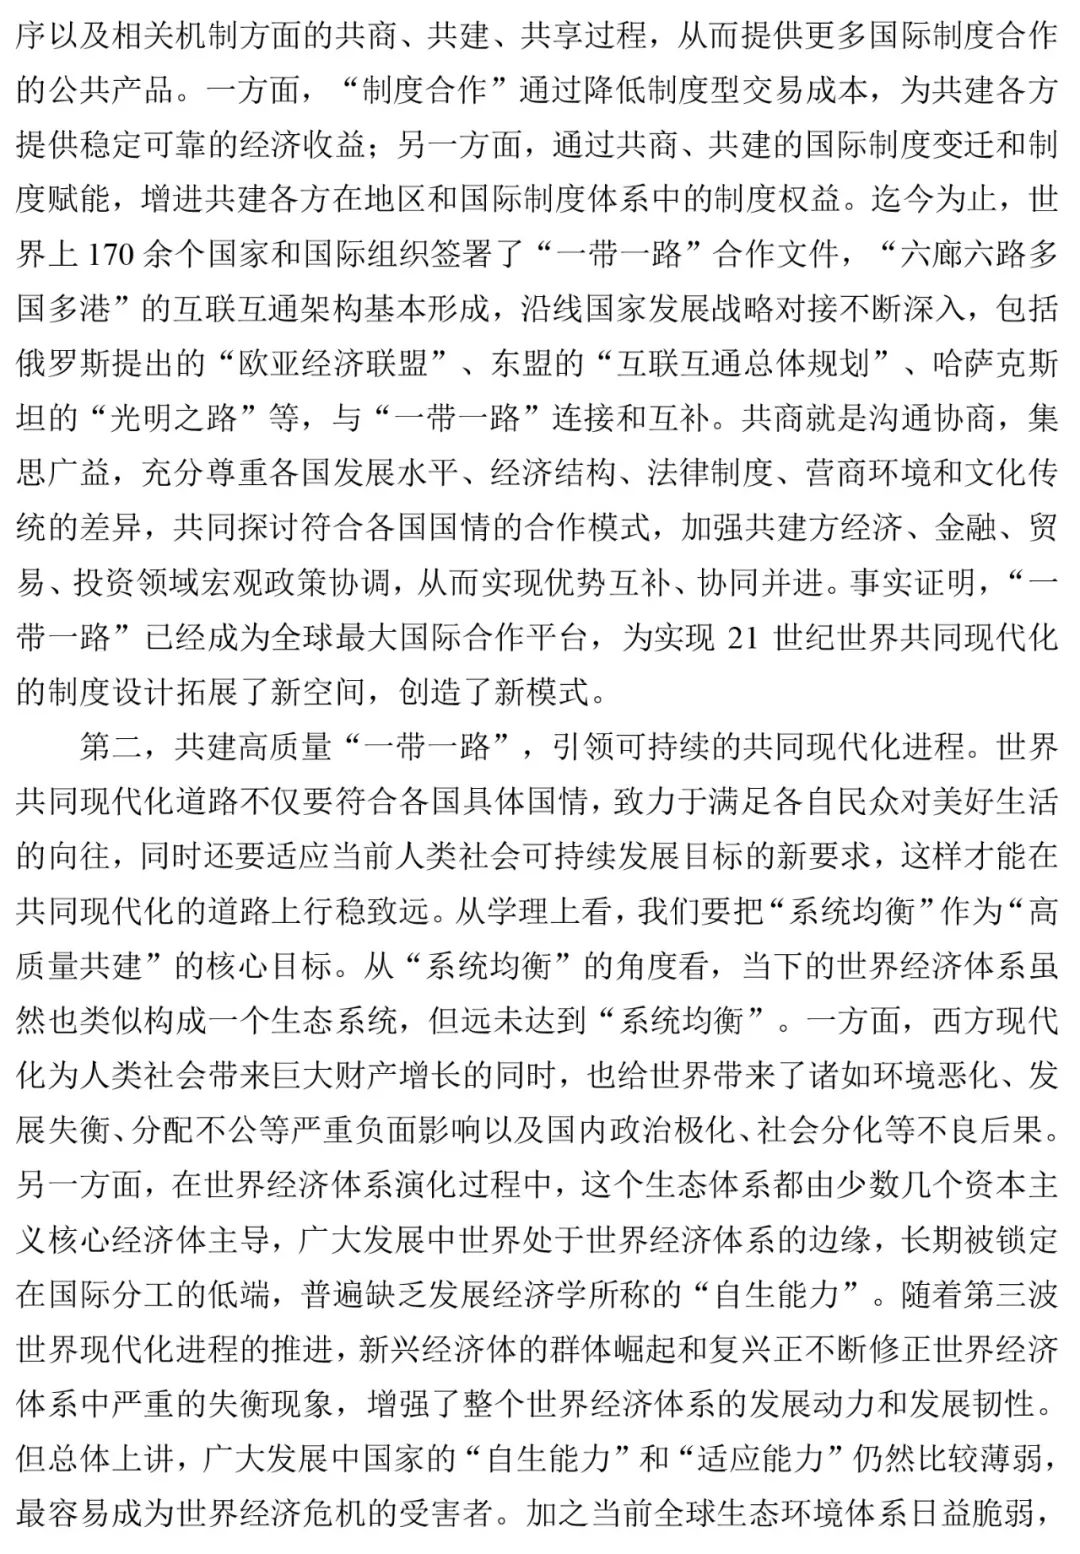 序以及相关机制方面的共商、共建、共享过程，从而提供更多国际制度合作
的公共产品。一方面，“制度合作”通过降低制度型交易成本，为共建各方
提供稳定可靠的经济收益；另一方面，通过共商、共建的国际制度变迁和制
度赋能，增进共建各方在地区和国际制度体系中的制度权益。迄今为止，世
界上 170 余个国家和国际组织签署了“一带一路”合作文件，“六廊六路多
国多港”的互联互通架构基本形成，沿线国家发展战略对接不断深入，包括
俄罗斯提出的“欧亚经济联盟”、东盟的“互联互通总体规划”、哈萨克斯
坦的“光明之路”等，与“一带一路”连接和互补。共商就是沟通协商，集
思广益，充分尊重各国发展水平、经济结构、法律制度、营商环境和文化传
统的差异，共同探讨符合各国国情的合作模式，加强共建方经济、金融、贸
易、投资领域宏观政策协调，从而实现优势互补、协同并进。事实证明，“一
带一路”已经成为全球最大国际合作平台，为实现 21 世纪世界共同现代化
的制度设计拓展了新空间，创造了新模式。
第二，共建高质量“一带一路”，引领可持续的共同现代化进程。世界
共同现代化道路不仅要符合各国具体国情，致力于满足各自民众对美好生活
的向往，同时还要适应当前人类社会可持续发展目标的新要求，这样才能在
共同现代化的道路上行稳致远。从学理上看，我们要把“系统均衡”作为“高
质量共建”的核心目标。从“系统均衡”的角度看，当下的世界经济体系虽
然也类似构成一个生态系统，但远未达到“系统均衡”。一方面，西方现代
化为人类社会带来巨大财产增长的同时，也给世界带来了诸如环境恶化、发
展失衡、分配不公等严重负面影响以及国内政治极化、社会分化等不良后果。
另一方面，在世界经济体系演化过程中，这个生态体系都由少数几个资本主
义核心经济体主导，广大发展中世界处于世界经济体系的边缘，长期被锁定
在国际分工的低端，普遍缺乏发展经济学所称的“自生能力”。随着第三波
世界现代化进程的推进，新兴经济体的群体崛起和复兴正不断修正世界经济
体系中严重的失衡现象，增强了整个世界经济体系的发展动力和发展韧性。
但总体上讲，广大发展中国家的“自生能力”和“适应能力”仍然比较薄弱，
最容易成为世界经济危机的受害者。加之当前全球生态环境体系日益脆弱，